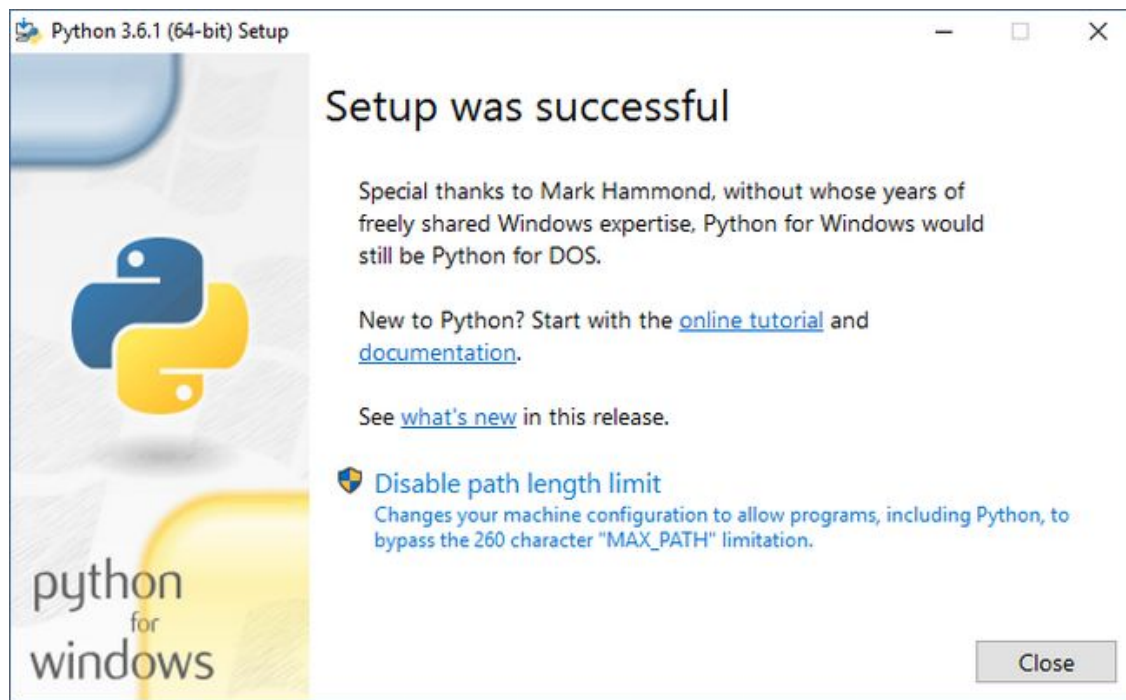 Python 3.6.1 (64-bit) Setup
Setup was successful
Special thanks to Mark Hammond, without whose years of
freely shared Windows expertise, Python for Windows would
still be Python for DOS.
New to Python? Start with the online tutorial and
documentation.
See what's new in this release.
Disable path length limit
Changes your machine configuration to allow programs, including Python, to
bypass the 260 character "MAX_PATH" limitation.
python
for
windows
Close